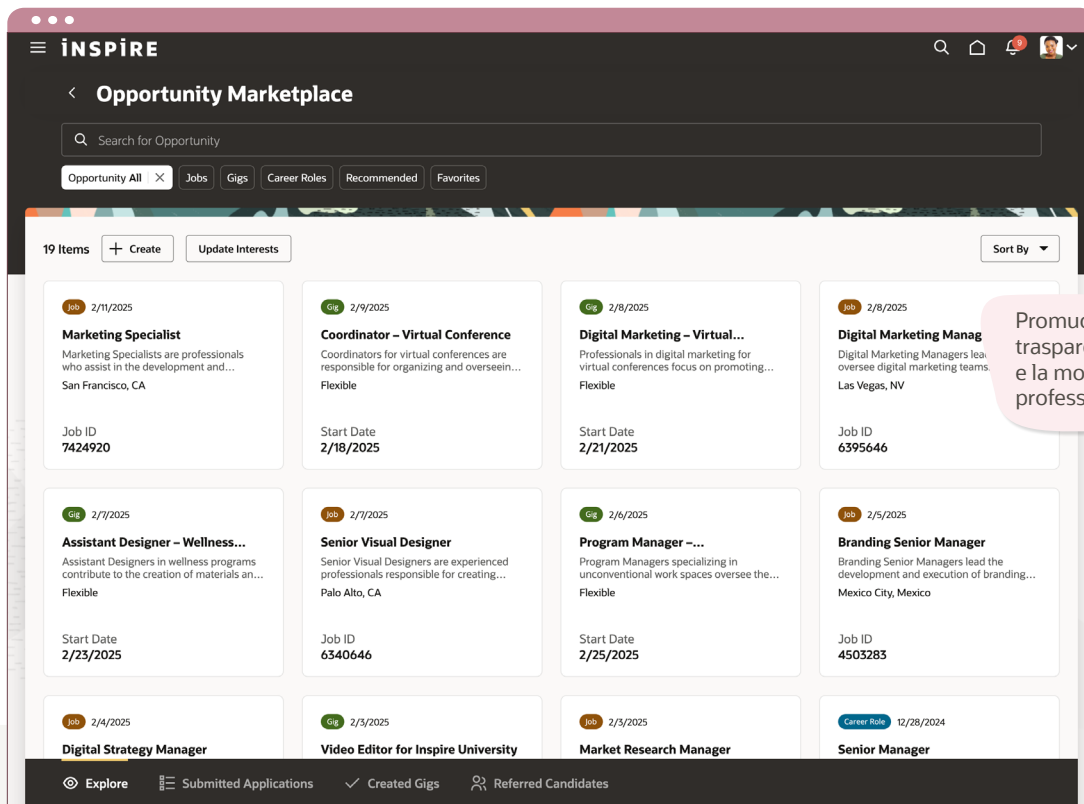 iNSPiRE
9
Opportunity Marketplace
Search for Opportunity
Opportunity All
Jobs
Gigs
Career Roles
Recommended
Favorites
19 Items
Create
Update Interests
Sort By
Job 2/11/2025
Marketing Specialist
Marketing Specialists are professionals
who assist in the development and...
San Francisco, CA
Job ID
7424920
Gig 2/9/2025
Coordinator – Virtual Conference
Coordinators for virtual conferences are
responsible for organizing and overseein...
Flexible
Start Date
2/18/2025
Gig 2/8/2025
Digital Marketing – Virtual...
Professionals in digital marketing for
virtual conferences focus on promoting...
Flexible
Start Date
2/21/2025
Job 2/8/2025
Digital Marketing Manag
Digital Marketing Managers lea
oversee digital marketing teams.
Las Vegas, NV
Job ID
6395646
e la
Gig 2/7/2025
Assistant Designer – Wellness...
Assistant Designers in wellness programs
contribute to the creation of materials an...
Flexible
Start Date
2/23/2025
Job 2/7/2025
Senior Visual Designer
Senior Visual Designers are experienced
professionals responsible for creating...
Palo Alto, CA
Job ID
6340646
Gig 2/6/2025
Program Manager –...
Program Managers specializing in
unconventional work spaces oversee the...
Flexible
Start Date
2/25/2025
Job 2/5/2025
Branding Senior Manager
Branding Senior Managers lead the
development and execution of branding...
Mexico City, Mexico
Job ID
4503283
Job 2/4/2025
Digital Strategy Manager
Gig 2/3/2025
Video Editor for Inspire University
Job 2/3/2025
Market Research Manager
Career Role 12/28/2024
Senior Manager
Explore
Submitted Applications
Created Gigs
Referred Candidates